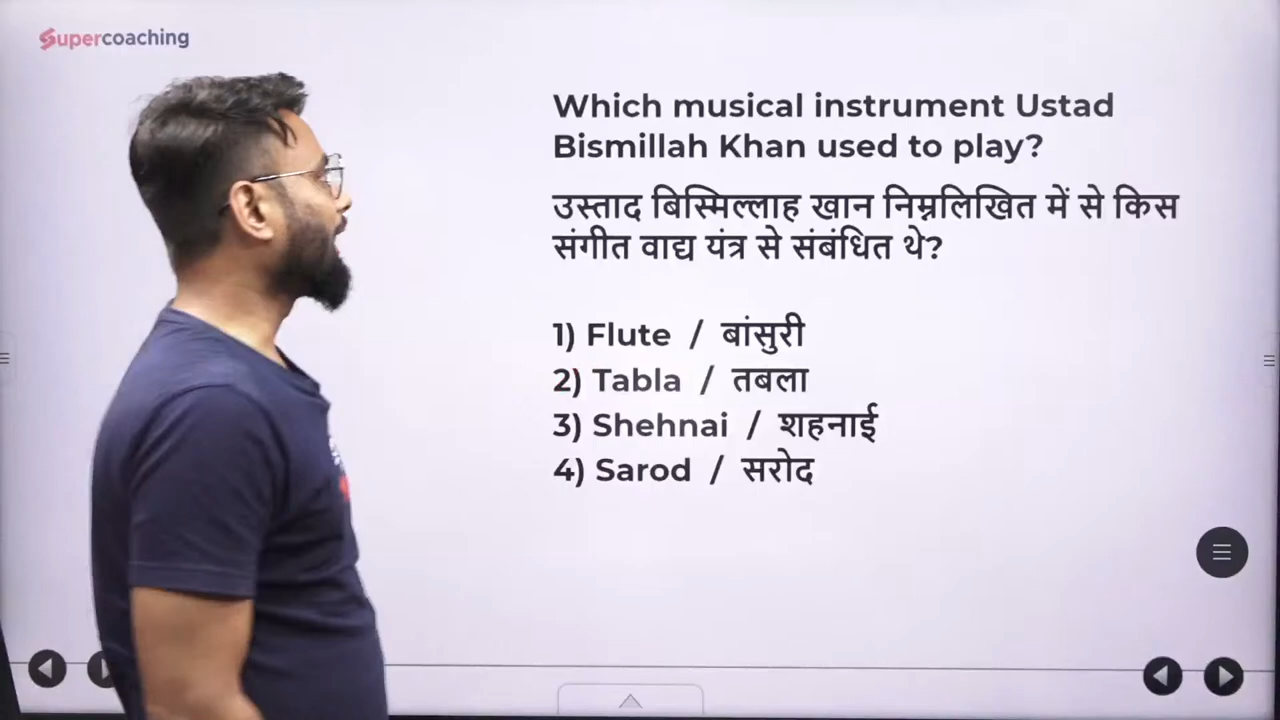 Supercoaching
Which musical instrument Ustad
Bismillah Khan used to play?
उस्ताद बिस्मिल्लाह खान निम्नलिखित में से किस
संगीत वाद्य यंत्र से संबंधित थे?
1) Flute / बांसुरी
2) Tabla / तबला
3) Shehnai / शहनाई
4) Sarod / सरोद